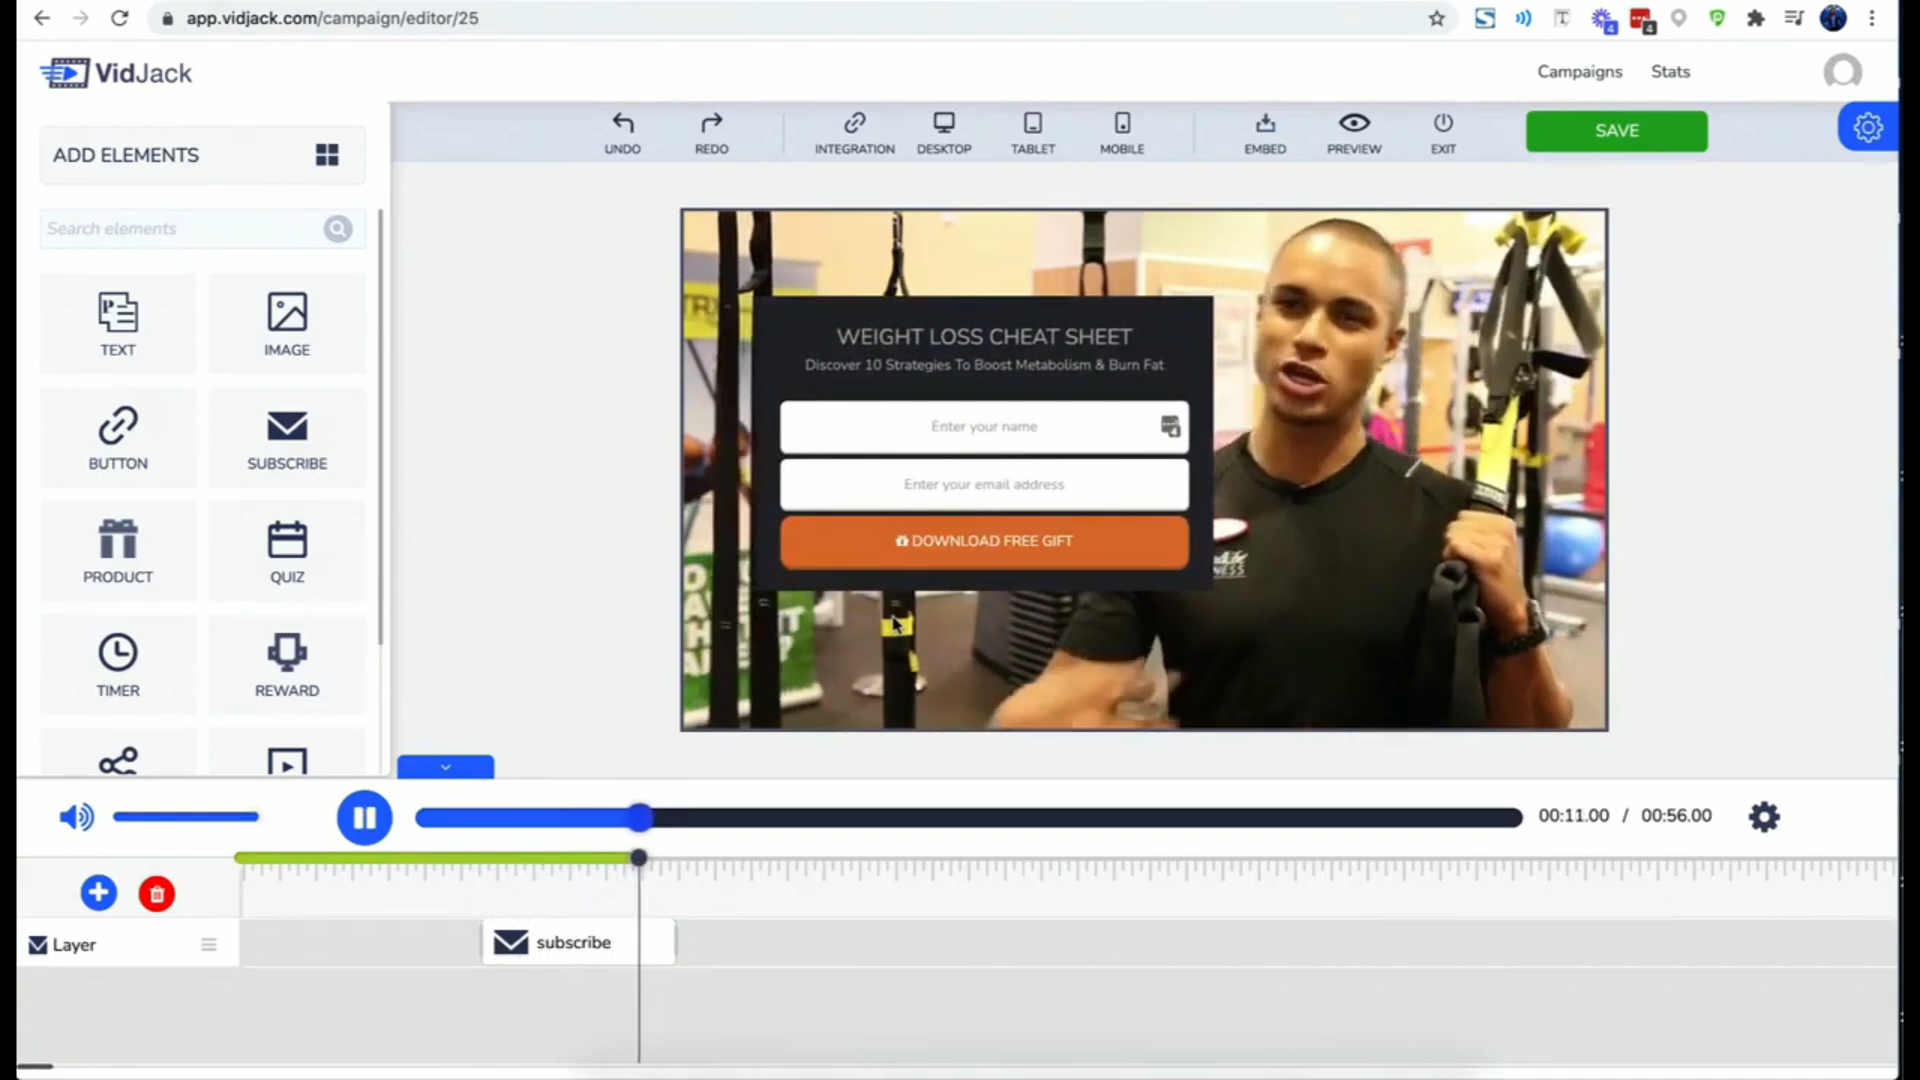 app.vidjack.com/campaign/editor/25
4
4
VidJack
Campaigns
Stats
ADD ELEMENTS
UNDO
REDO
INTEGRATION
DESKTOP
TABLET
MOBILE
EMBED
PREVIEW
EXIT
SAVE
Search elements
TEXT
IMAGE
BUTTON
SUBSCRIBE
PRODUCT
QUIZ
TIMER
REWARD
WEIGHT LOSS CHEAT SHEET
Discover 10 Strategies To Boost Metabolism & Burn Fat
Enter your name
Enter your email address
DOWNLOAD FREE GIFT
00:11.00 / 00:56.00
Layer
subscribe